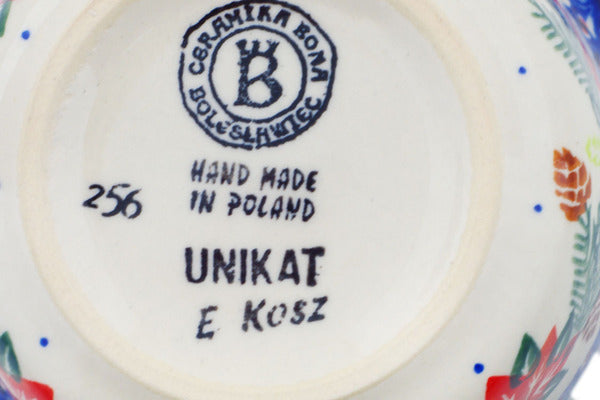 CERAMIKA BONA
B
BOLESŁAWIEC
HAND MADE
256
IN POLAND
UNIKAT
E KOSZ